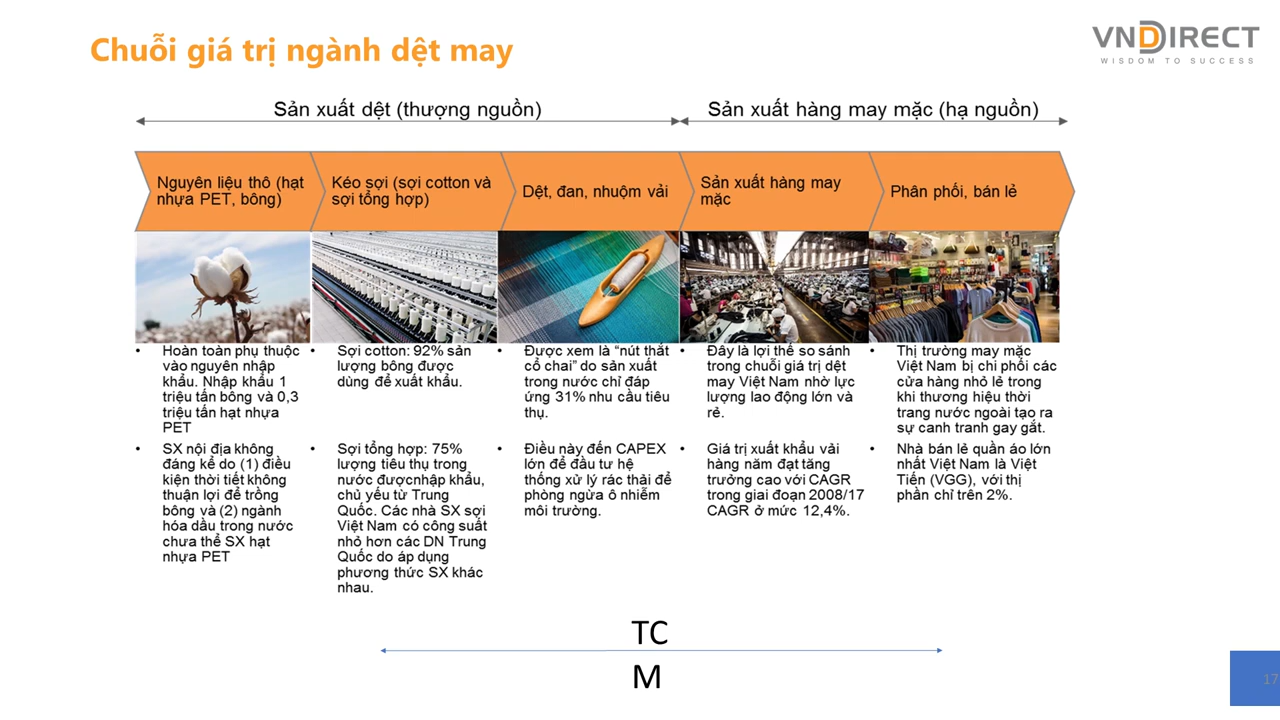 Chuỗi giá trị ngành dệt may
VNDIRECT
WISDOM TO SUCCESS
Sản xuất dệt (thượng nguồn)
Sản xuất hàng may mặc (hạ nguồn)
Nguyên liệu thô (hạt
nhựa PET, bông)
Kéo sợi (sợi cotton và
sợi tổng hợp)
Dệt, đan, nhuộm vải
Sản xuất hàng may
mặc
Phân phối, bán lẻ
• Hoàn toàn phụ thuộc
vào nguyên nhập
khẩu. Nhập khẩu 1
triệu tấn bông và 0,3
triệu tấn hạt nhựa
PET
• SX nội địa không
đáng kể do (1) điều
kiện thời tiết không
thuận lợi để trồng
bông và (2) ngành
hóa dầu trong nước
chưa thể SX hạt
nhựa PET
• Sợi cotton: 92% sản
lượng bông được
dùng để xuất khẩu.
• Sợi tổng hợp: 75%
lượng tiêu thụ trong
nước đượcnhập khẩu,
chủ yếu từ Trung
Quốc. Các nhà SX sợi
Việt Nam có công suất
nhỏ hơn các DN Trung
Quốc do áp dụng
phương thức SX khác
nhau.
• Được xem là “nút thắt
cổ chai” do sản xuất
trong nước chỉ đáp
ứng 31% nhu cầu tiêu
thụ.
• Điều này đến CAPEX
lớn để đầu tư hệ
thống xử lý rác thải để
phòng ngừa ô nhiễm
môi trường.
• Đây là lợi thế so sánh
trong chuỗi giá trị dệt
may Việt Nam nhờ lực
lượng lao động lớn và
rẻ.
• Giá trị xuất khẩu vải
hàng năm đạt tăng
trưởng cao với CAGR
trong giai đoạn 2008/17
CAGR ở mức 12,4%.
• Thị trường may mặc
Việt Nam bị chi phối các
cửa hàng nhỏ lẻ trong
khi thương hiệu thời
trang nước ngoài tạo ra
sự canh tranh gay gắt.
• Nhà bán lẻ quần áo lớn
nhất Việt Nam là Việt
Tiến (VGG), với thị
phần chỉ trên 2%.
TC
M
17